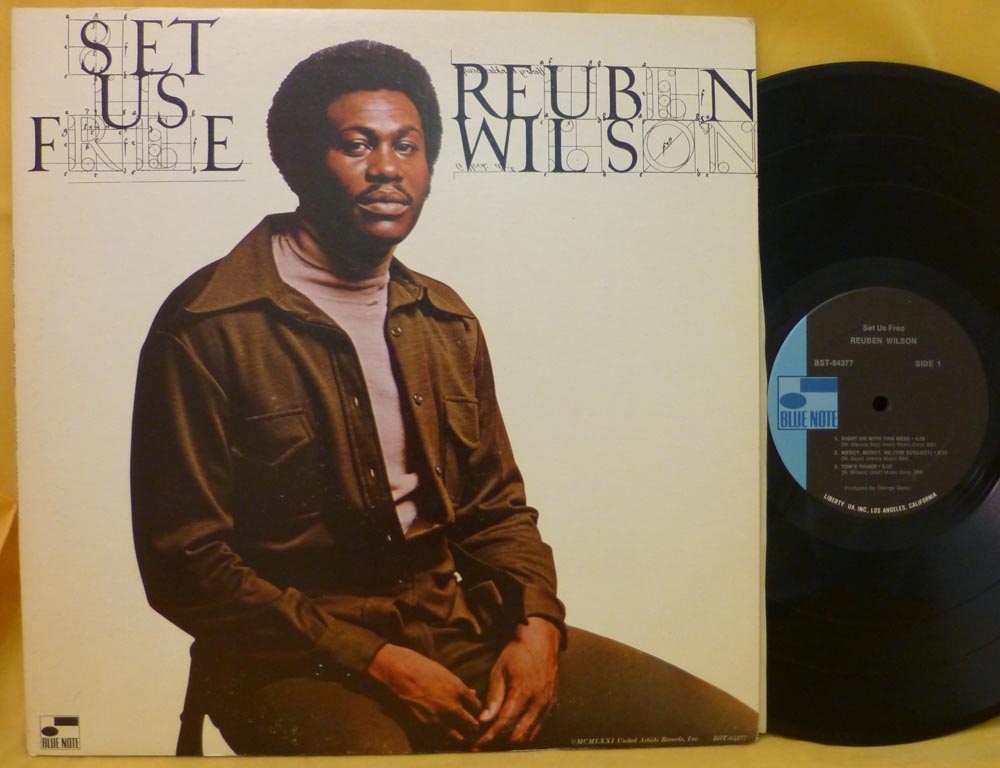 SET
US
FREE
REUBEN
WILSON
BLUE NOTE
©MCMLXXI United Artists Records, Inc. BST-84377
Set Us Free
REUBEN WILSON
BST-84377 SIDE 1
BLUE NOTE
1. RIGHT ON WITH THIS MESS •
2. MERCY, MERCY, ME (THE ECOLOGY) •
3. TOM'S THUMB •
Produced by George Butler
LIBERTY UA, INC., LOS ANGELES, CALIFORNIA